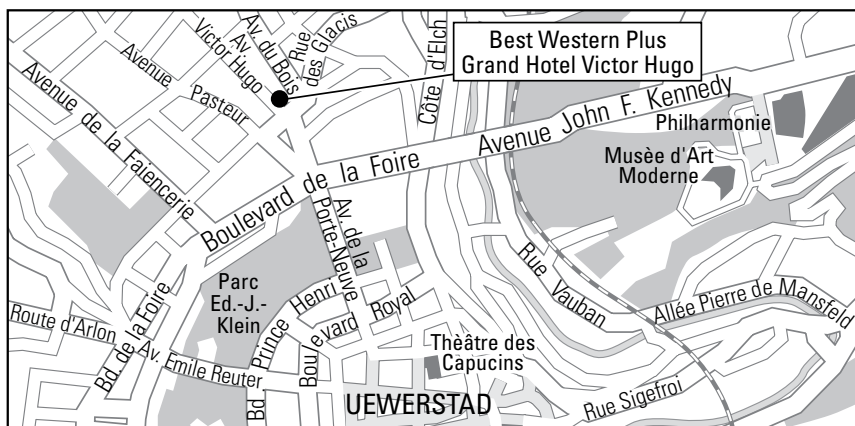 Av. du Bois
Av. Victor Hugo
Rue des Glacis
Côte d'Eich
Best Western Plus
Grand Hotel Victor Hugo
Avenue Pasteur
Avenue de la Faiencerie
Boulevard de la Foire
Avenue John F. Kennedy
Philharmonie
Musèe d'Art
Moderne
Av. de la
Porte-Neuve
Parc
Ed.-J.-
Klein
Bd. Prince Henri
Boulevard Royal
Rue Vauban
Allée Pierre de Mansfeld
Route d'Arlon
Bd. de la Foire
Av. Emile Reuter
Thèâtre des
Capucins
Rue Sigefroi
UEWERSTAD